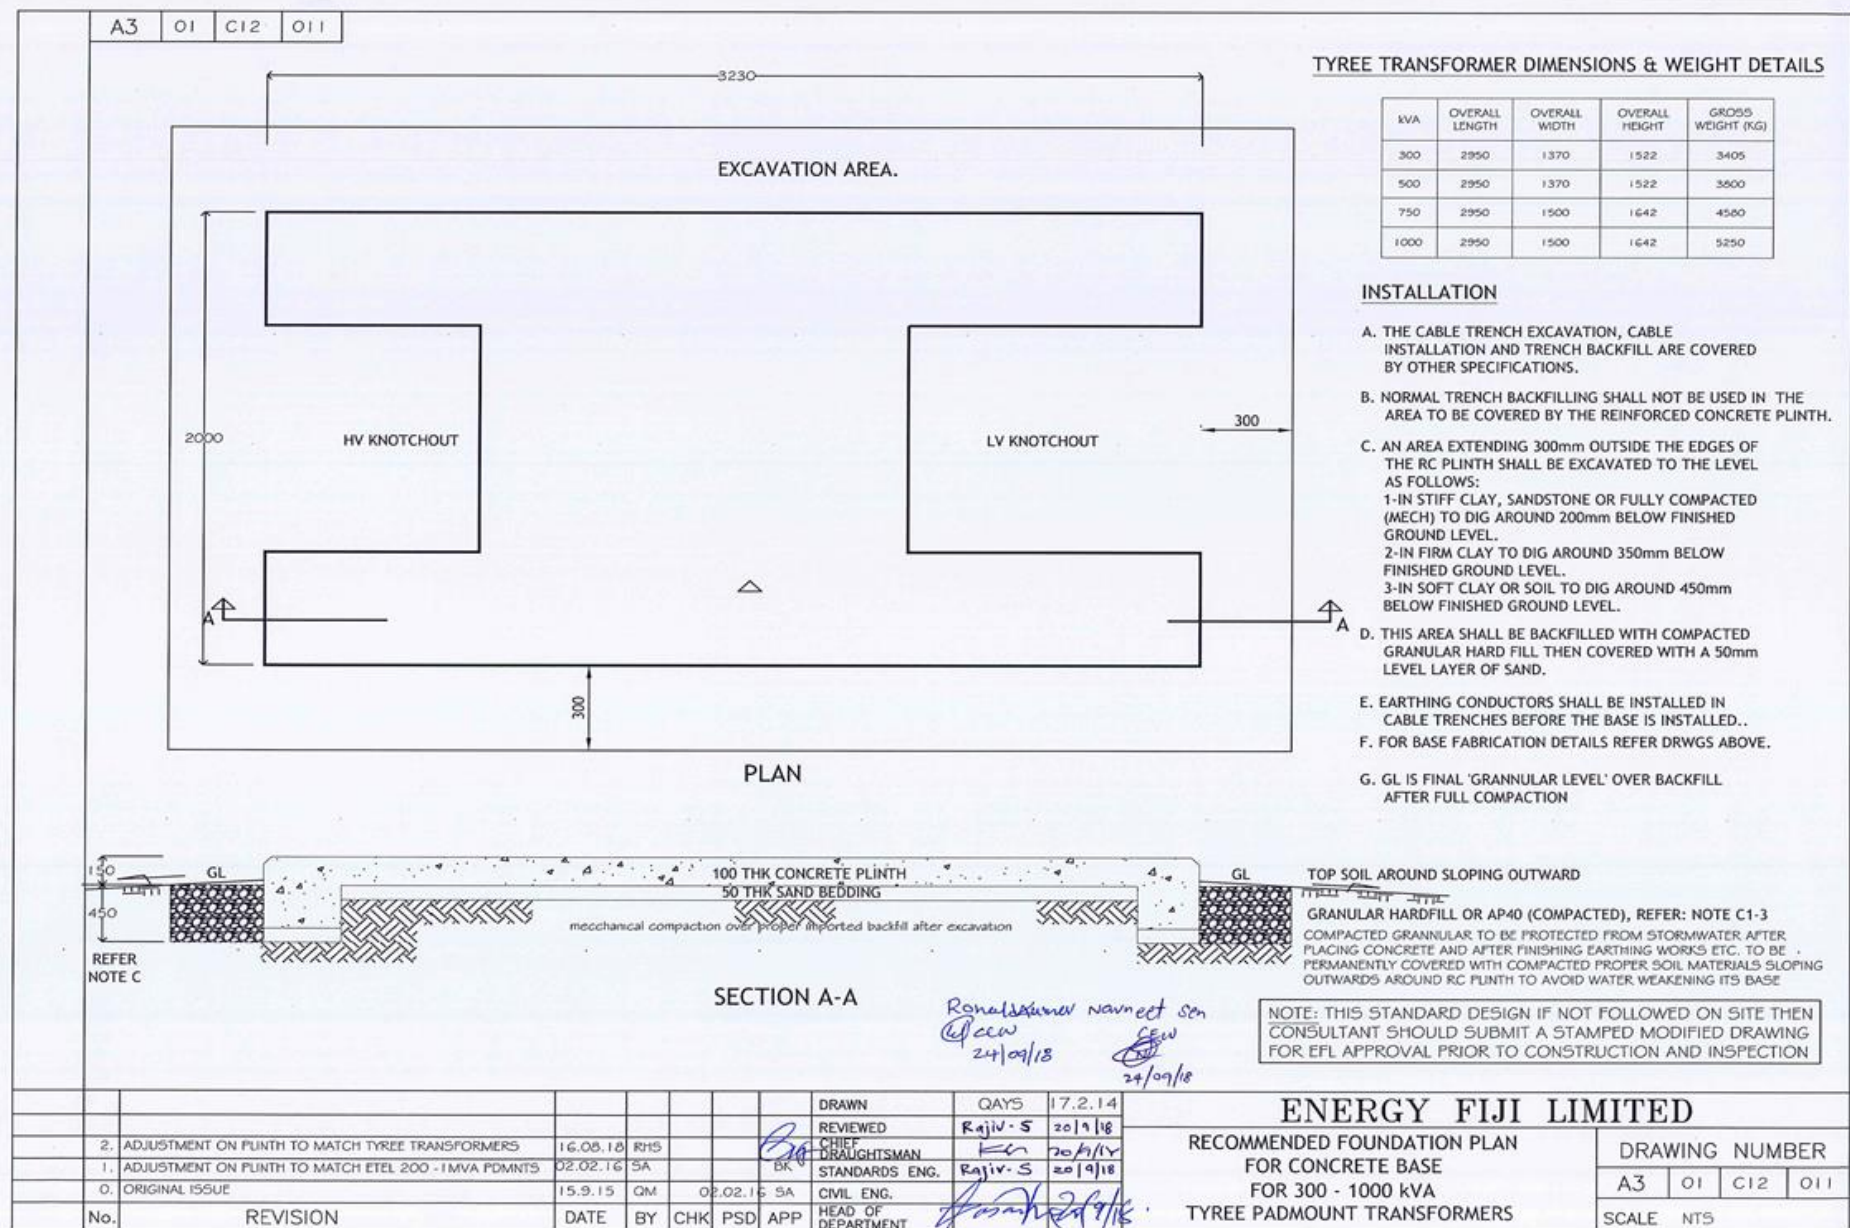 A3 01 C12 011
3230
EXCAVATION AREA.
2000
HV KNOTCHOUT
LV KNOTCHOUT
300
A
A
300
PLAN
TYREE TRANSFORMER DIMENSIONS & WEIGHT DETAILS
kVA OVERALL LENGTH OVERALL WIDTH OVERALL HEIGHT GROSS WEIGHT (KG)
300 2950 1370 1522 3405
500 2950 1370 1522 3800
750 2950 1500 1642 4580
1000 2950 1500 1642 5250
INSTALLATION
A. THE CABLE TRENCH EXCAVATION, CABLE
INSTALLATION AND TRENCH BACKFILL ARE COVERED
BY OTHER SPECIFICATIONS.
B. NORMAL TRENCH BACKFILLING SHALL NOT BE USED IN THE
AREA TO BE COVERED BY THE REINFORCED CONCRETE PLINTH.
C. AN AREA EXTENDING 300mm OUTSIDE THE EDGES OF
THE RC PLINTH SHALL BE EXCAVATED TO THE LEVEL
AS FOLLOWS:
1-IN STIFF CLAY, SANDSTONE OR FULLY COMPACTED
(MECH) TO DIG AROUND 200mm BELOW FINISHED
GROUND LEVEL.
2-IN FIRM CLAY TO DIG AROUND 350mm BELOW
FINISHED GROUND LEVEL.
3-IN SOFT CLAY OR SOIL TO DIG AROUND 450mm
BELOW FINISHED GROUND LEVEL.
D. THIS AREA SHALL BE BACKFILLED WITH COMPACTED
GRANULAR HARD FILL THEN COVERED WITH A 50mm
LEVEL LAYER OF SAND.
E. EARTHING CONDUCTORS SHALL BE INSTALLED IN
CABLE TRENCHES BEFORE THE BASE IS INSTALLED..
F. FOR BASE FABRICATION DETAILS REFER DRWGS ABOVE.
G. GL IS FINAL 'GRANNULAR LEVEL' OVER BACKFILL
AFTER FULL COMPACTION
150
GL
450
REFER
NOTE C
100 THK CONCRETE PLINTH
50 THK SAND BEDDING
mecchanical compaction over proper imported backfill after excavation
GL
TOP SOIL AROUND SLOPING OUTWARD
GRANULAR HARDFILL OR AP40 (COMPACTED), REFER: NOTE C1-3
COMPACTED GRANNULAR TO BE PROTECTED FROM STORMWATER AFTER
PLACING CONCRETE AND AFTER FINISHING EARTHING WORKS ETC. TO BE
PERMANENTLY COVERED WITH COMPACTED PROPER SOIL MATERIALS SLOPING
OUTWARDS AROUND RC PLINTH TO AVOID WATER WEAKENING ITS BASE
SECTION A-A
Navneet Sen
24/09/18
24/09/18
NOTE: THIS STANDARD DESIGN IF NOT FOLLOWED ON SITE THEN
CONSULTANT SHOULD SUBMIT A STAMPED MODIFIED DRAWING
FOR EFL APPROVAL PRIOR TO CONSTRUCTION AND INSPECTION
2. ADJUSTMENT ON PLINTH TO MATCH TYREE TRANSFORMERS 16.08.18 RHS
1. ADJUSTMENT ON PLINTH TO MATCH ETEL 200 - 1MVA PDMNTS 02.02.16 SA BK
0. ORIGINAL ISSUE 15.9.15 QM 02.02.16 SA
No. REVISION DATE BY CHK PSD APP
DRAWN QAYS 17.2.14
REVIEWED Rajiv-S 20/9/18
CHIEF
DRAUGHTSMAN
STANDARDS ENG. Rajiv-S 20/9/18
CIVIL ENG.
HEAD OF
DEPARTMENT
ENERGY FIJI LIMITED
RECOMMENDED FOUNDATION PLAN
FOR CONCRETE BASE
FOR 300 - 1000 kVA
TYREE PADMOUNT TRANSFORMERS
DRAWING NUMBER
A3 01 C12 011
SCALE NTS